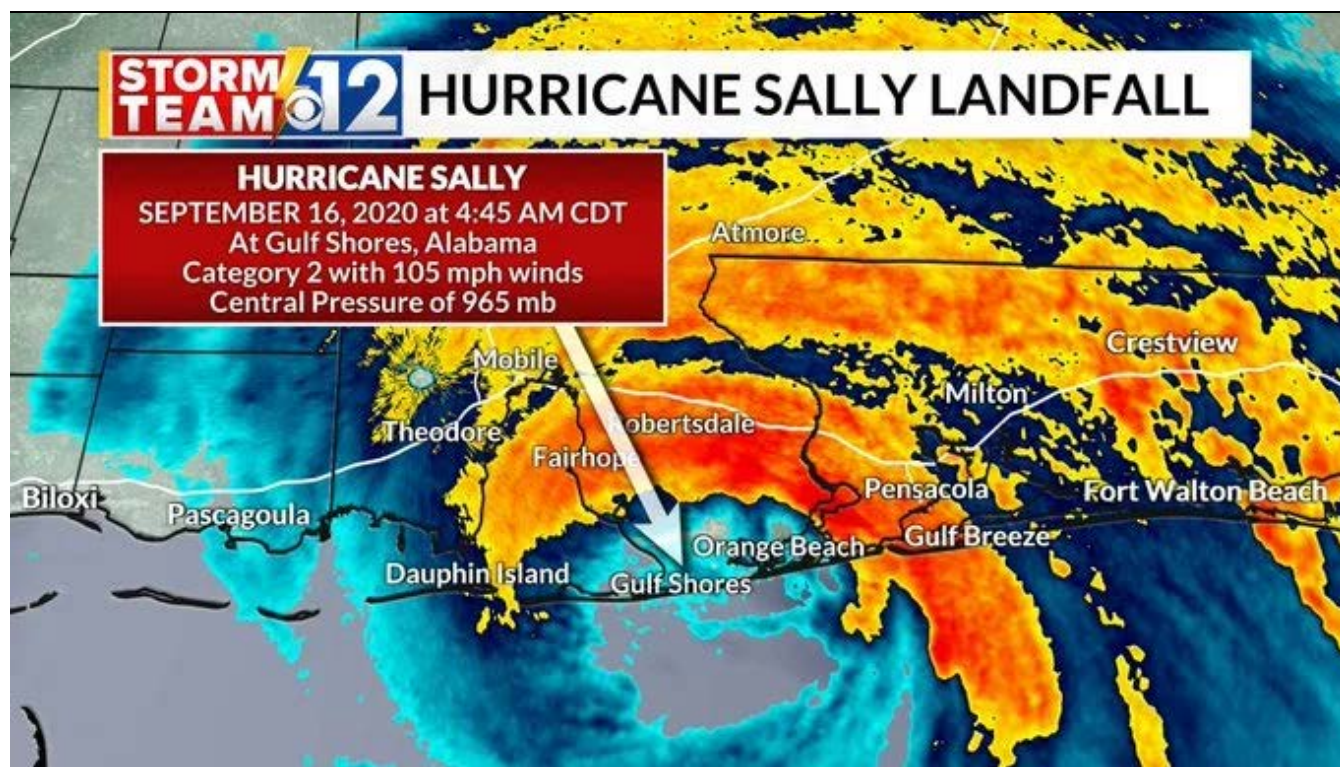 STORM
TEAM 12
HURRICANE SALLY LANDFALL
HURRICANE SALLY
SEPTEMBER 16, 2020 at 4:45 AM CDT
At Gulf Shores, Alabama
Category 2 with 105 mph winds
Central Pressure of 965 mb
Atmore
Crestview
Mobile
Milton
Theodore
Robertsdale
Fairhope
Biloxi
Pascagoula
Pensacola
Fort Walton Beach
Orange Beach
Gulf Breeze
Dauphin Island
Gulf Shores